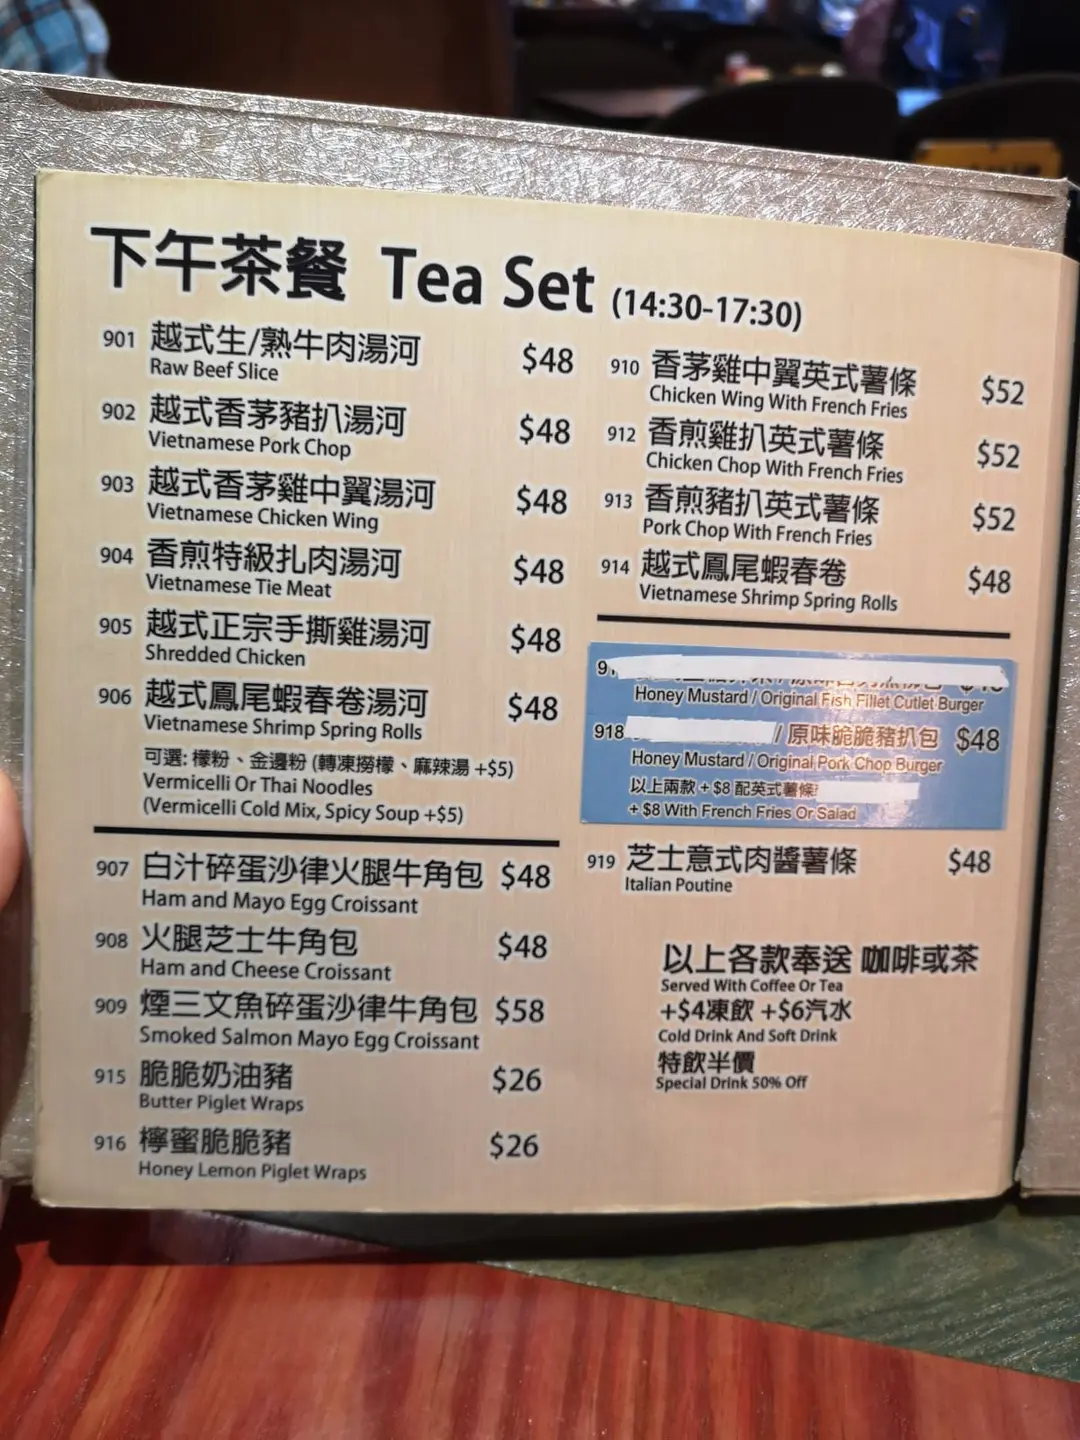 下午茶餐 Tea Set (14:30-17:30)
901 越式生/熟牛肉湯河 $48
Raw Beef Slice
902 越式香茅豬扒湯河 $48
Vietnamese Pork Chop
903 越式香茅雞中翼湯河 $48
Vietnamese Chicken Wing
904 香煎特級扎肉湯河 $48
Vietnamese Tie Meat
905 越式正宗手撕雞湯河 $48
Shredded Chicken
906 越式鳳尾蝦春卷湯河 $48
Vietnamese Shrimp Spring Rolls
可選: 檬粉、金邊粉 (轉凍撈檬、麻辣湯 +$5)
Vermicelli Or Thai Noodles
(Vermicelli Cold Mix, Spicy Soup +$5)
907 白汁碎蛋沙律火腿牛角包 $48
Ham and Mayo Egg Croissant
908 火腿芝士牛角包 $48
Ham and Cheese Croissant
909 煙三文魚碎蛋沙律牛角包 $58
Smoked Salmon Mayo Egg Croissant
915 脆脆奶油豬 $26
Butter Piglet Wraps
916 檸蜜脆脆豬 $26
Honey Lemon Piglet Wraps
910 香茅雞中翼英式薯條 $52
Chicken Wing With French Fries
912 香煎雞扒英式薯條 $52
Chicken Chop With French Fries
913 香煎豬扒英式薯條 $52
Pork Chop With French Fries
914 越式鳳尾蝦春卷 $48
Vietnamese Shrimp Spring Rolls
Honey Mustard / Original Fish Fillet Cutlet Burger
918 / 原味脆脆豬扒包 $48
Honey Mustard / Original Pork Chop Burger
以上兩款 + $8 配英式薯條
+ $8 With French Fries Or Salad
919 芝士意式肉醬薯條 $48
Italian Poutine
以上各款奉送 咖啡或茶
Served With Coffee Or Tea
+$4凍飲 +$6汽水
Cold Drink And Soft Drink
特飲半價
Special Drink 50% Off